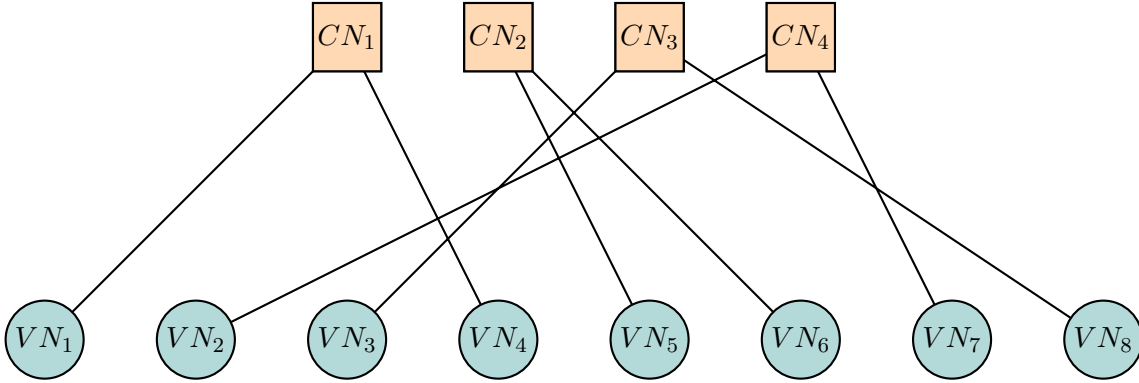 CN₁ CN₂ CN₃ CN₄
VN₁ VN₂ VN₃ VN₄ VN₅ VN₆ VN₇ VN₈